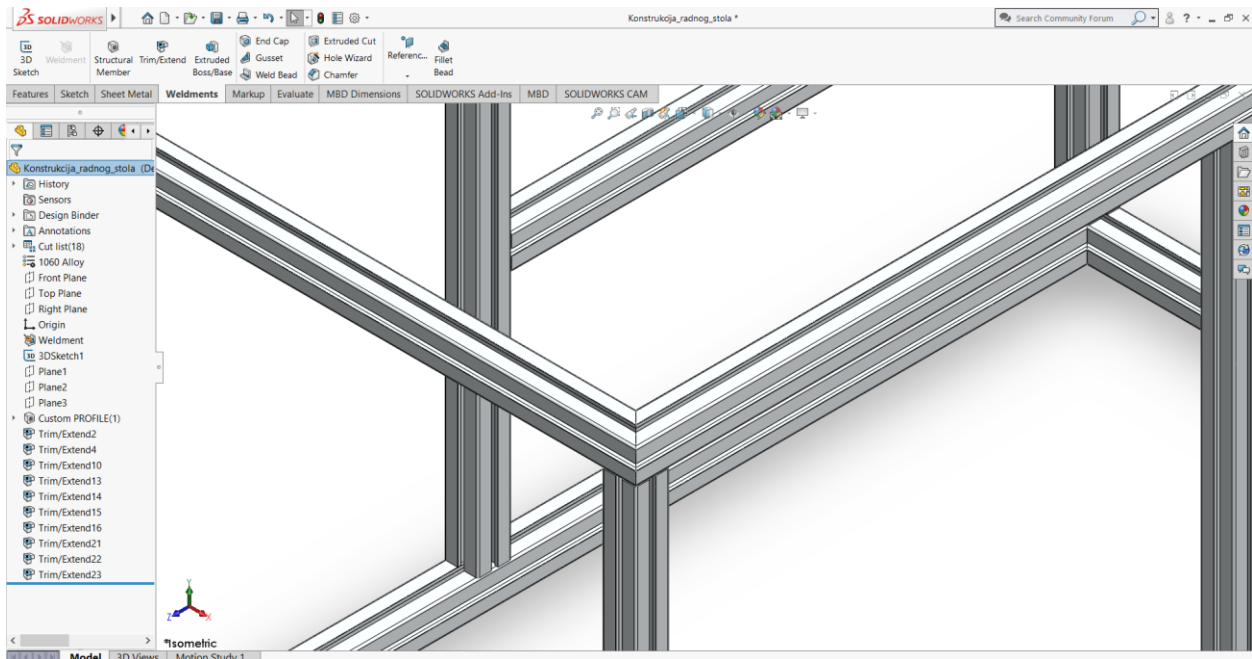 SOLIDWORKS
Konstrukcija_radnog_stola *
Search Community Forum
3D Sketch
Weldment
Structural Member
Trim/Extend
Extruded Boss/Base
End Cap
Gusset
Weld Bead
Extruded Cut
Hole Wizard
Chamfer
Referenc...
Fillet Bead
Features Sketch Sheet Metal Weldments Markup Evaluate MBD Dimensions SOLIDWORKS Add-Ins MBD SOLIDWORKS CAM
Konstrukcija_radnog_stola (De
History
Sensors
Design Binder
Annotations
Cut list(18)
1060 Alloy
Front Plane
Top Plane
Right Plane
Origin
Weldment
3DSketch1
Plane1
Plane2
Plane3
Custom PROFILE(1)
Trim/Extend2
Trim/Extend4
Trim/Extend10
Trim/Extend13
Trim/Extend14
Trim/Extend15
Trim/Extend16
Trim/Extend21
Trim/Extend22
Trim/Extend23
Y
Z X
*Isometric
Model 3D Views Motion Study 1